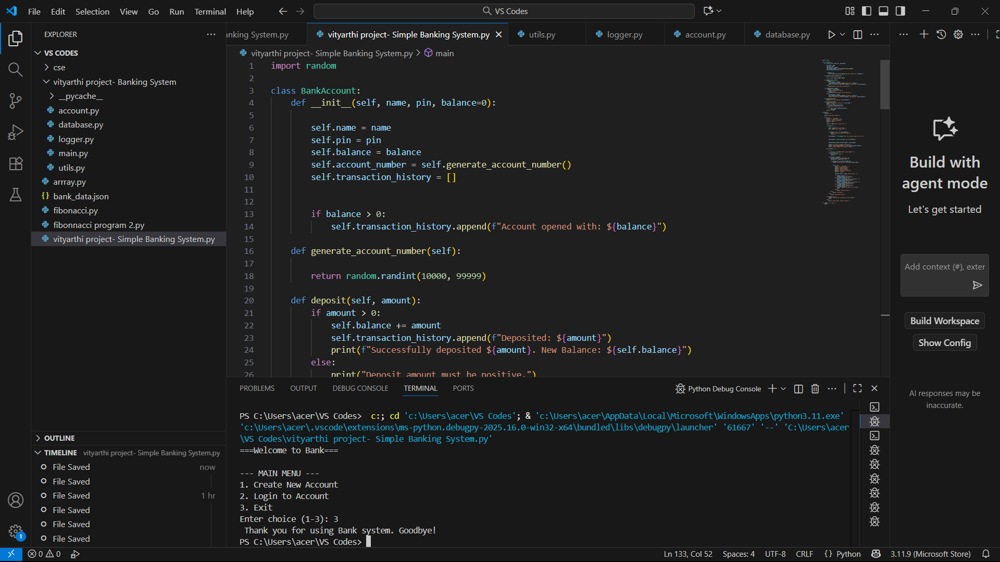 File Edit Selection View Go Run Terminal Help
VS Codes
EXPLORER
VS CODES
cse
vityarthi project- Banking System
__pycache__
account.py
database.py
logger.py
main.py
utils.py
arrray.py
{} bank_data.json
fibonacci.py
fibonnacci program 2.py
vityarthi project- Simple Banking System.py
OUTLINE
TIMELINE vityarthi project- Simple Banking System.py
File Saved now
File Saved
File Saved 1 hr
File Saved
File Saved
File Saved
nking System.py
vityarthi project- Simple Banking System.py
utils.py
logger.py
account.py
database.py
vityarthi project- Simple Banking System.py > main
1 import random
2
3 class BankAccount:
4 def __init__(self, name, pin, balance=0):
5
6 self.name = name
7 self.pin = pin
8 self.balance = balance
9 self.account_number = self.generate_account_number()
10 self.transaction_history = []
11
12
13 if balance > 0:
14 self.transaction_history.append(f"Account opened with: ${balance}")
15
16 def generate_account_number(self):
17
18 return random.randint(10000, 99999)
19
20 def deposit(self, amount):
21 if amount > 0:
22 self.balance += amount
23 self.transaction_history.append(f"Deposited: ${amount}")
24 print(f"Successfully deposited ${amount}. New Balance: ${self.balance}")
25 else:
26 print("Deposit amount must be positive.")
PROBLEMS OUTPUT DEBUG CONSOLE TERMINAL PORTS
Python Debug Console
PS C:\Users\acer\VS Codes> c:; cd 'c:\Users\acer\VS Codes'; & 'c:\Users\acer\AppData\Local\Microsoft\WindowsApps\python3.11.exe'
'c:\Users\acer\.vscode\extensions\ms-python.debugpy-2025.16.0-win32-x64\bundled\libs\debugpy\launcher' '61667' '--' 'C:\Users\acer
\VS Codes\vityarthi project- Simple Banking System.py'
===Welcome to Bank===
--- MAIN MENU ---
1. Create New Account
2. Login to Account
3. Exit
Enter choice (1-3): 3
Thank you for using Bank system. Goodbye!
PS C:\Users\acer\VS Codes>
Build with
agent mode
Let's get started
Add context (#), exter
Build Workspace
Show Config
AI responses may be
inaccurate.
1
0 0
Ln 133, Col 52 Spaces: 4 UTF-8 CRLF {} Python 3.11.9 (Microsoft Store)